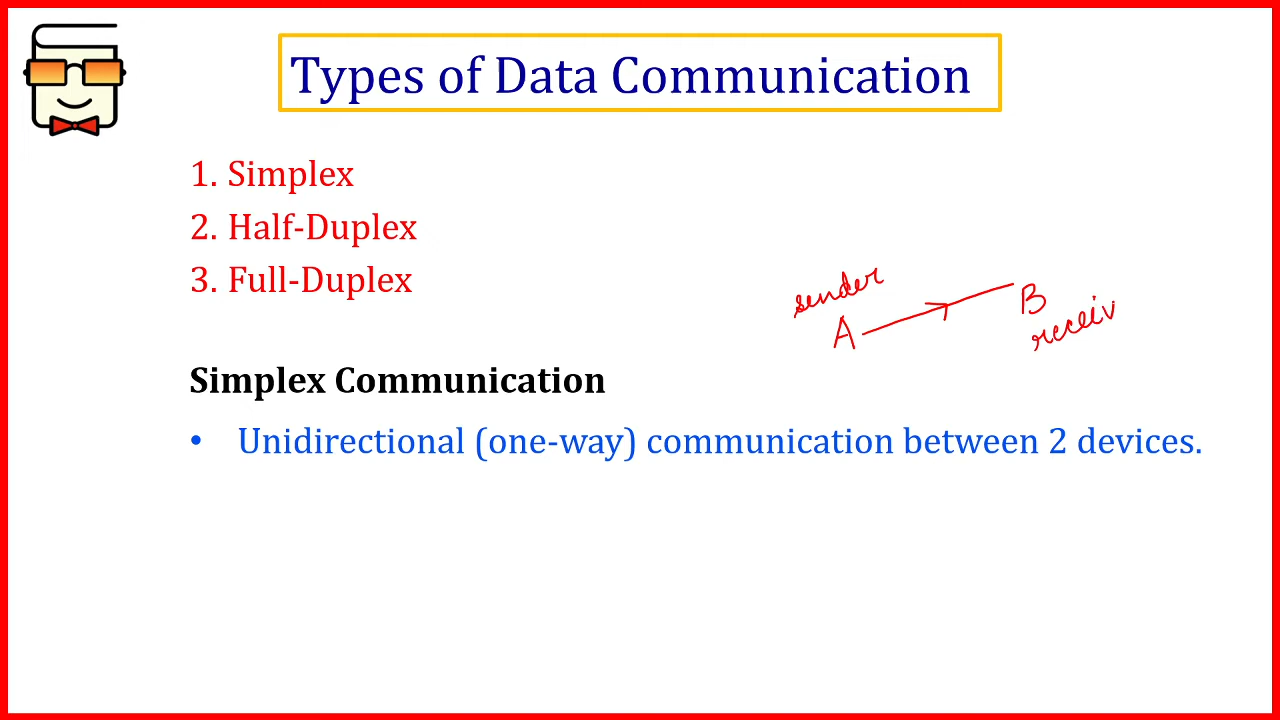 Types of Data Communication
1. Simplex
2. Half-Duplex
3. Full-Duplex
sender
A
B
receiv
Simplex Communication
• Unidirectional (one-way) communication between 2 devices.